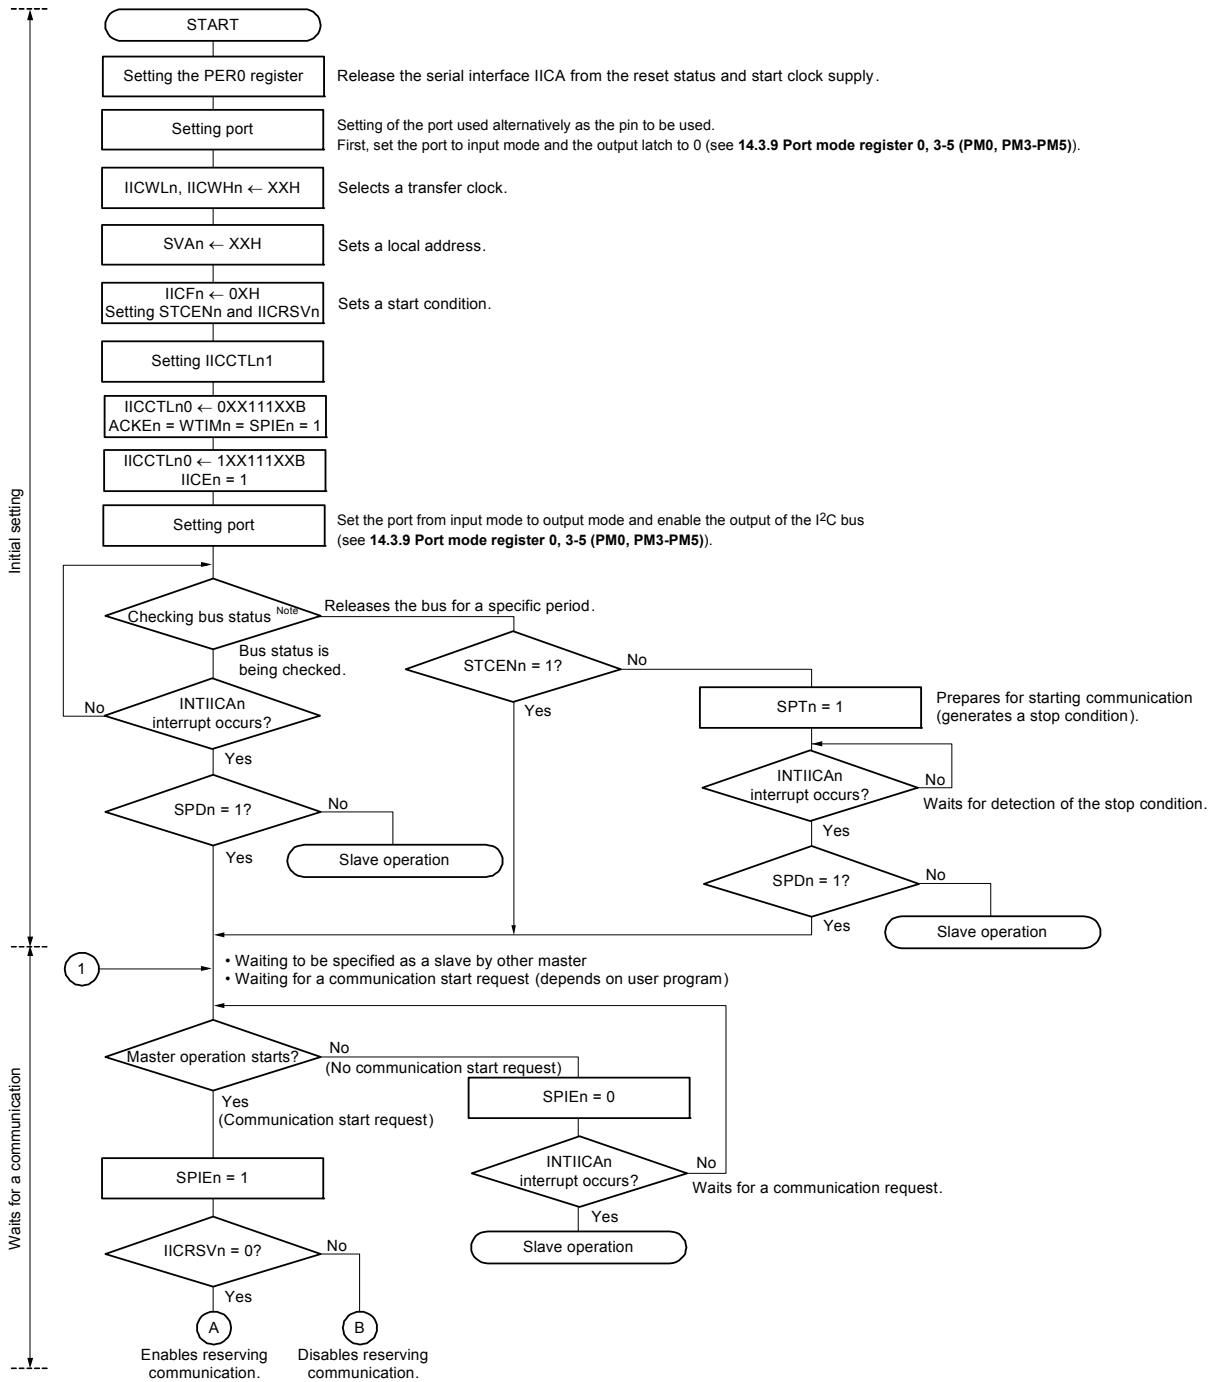 START
Setting the PER0 register
Release the serial interface IICA from the reset status and start clock supply.
Setting port
Setting of the port used alternatively as the pin to be used.
First, set the port to input mode and the output latch to 0 (see 14.3.9 Port mode register 0, 3-5 (PM0, PM3-PM5)).
IICWLn, IICWHn ← XXH
Selects a transfer clock.
SVAn ← XXH
Sets a local address.
IICFn ← 0XH
Setting STCENn and IICRSVn
Sets a start condition.
Setting IICCTLn1
IICCTLn0 ← 0XX111XXB
ACKEn = WTIMn = SPIEn = 1
IICCTLn0 ← 1XX111XXB
IICEn = 1
Setting port
Set the port from input mode to output mode and enable the output of the I2C bus
(see 14.3.9 Port mode register 0, 3-5 (PM0, PM3-PM5)).
Initial setting
Checking bus status Note
Releases the bus for a specific period.
Bus status is
being checked.
STCENn = 1?
No
Yes
SPTn = 1
Prepares for starting communication
(generates a stop condition).
INTIICAn
interrupt occurs?
No
Yes
INTIICAn
interrupt occurs?
No
Waits for detection of the stop condition.
Yes
SPDn = 1?
No
Yes
Slave operation
SPDn = 1?
No
Yes
Slave operation
1
• Waiting to be specified as a slave by other master
• Waiting for a communication start request (depends on user program)
Waits for a communication
Master operation starts?
No
(No communication start request)
Yes
(Communication start request)
SPIEn = 0
INTIICAn
interrupt occurs?
No
Waits for a communication request.
Yes
Slave operation
SPIEn = 1
IICRSVn = 0?
No
Yes
A
Enables reserving
communication.
B
Disables reserving
communication.